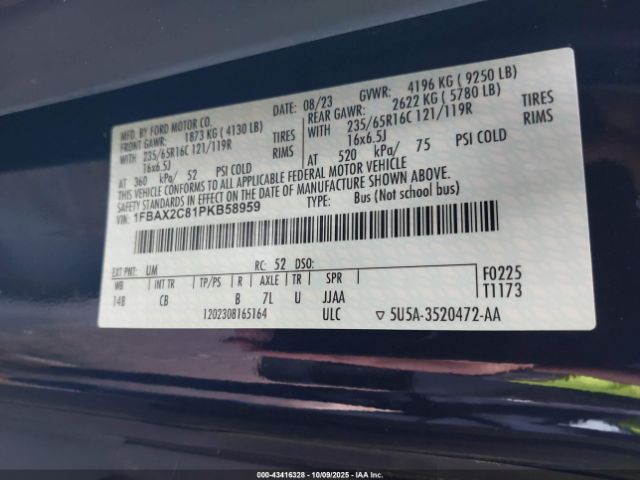 MFD. BY FORD MOTOR CO.
DATE: 08/23 GVWR: 4196 KG ( 9250 LB)
FRONT GAWR: 1873 KG ( 4130 LB) REAR GAWR: 2622 KG ( 5780 LB)
WITH 235/65R16C 121/119R TIRES WITH 235/65R16C 121/119R TIRES
16x6.5J RIMS 16x6.5J RIMS
AT 360 kPa/ 52 PSI COLD AT 520 kPa/ 75 PSI COLD
THIS VEHICLE CONFORMS TO ALL APPLICABLE FEDERAL MOTOR VEHICLE
SAFETY STANDARDS IN EFFECT ON THE DATE OF MANUFACTURE SHOWN ABOVE.
VIN: 1FBAX2C81PKB58959 TYPE: Bus (Not school bus)
EXT PNT: UM RC: 52 DSO:
WB INT TR TP/PS R AXLE TR SPR
148 CB B 7L U JJAA
F0225
T1173
1202308165164 ULC ▽ 5U5A-3520472-AA
000-43416328 - 10/09/2025 - IAAI.COM